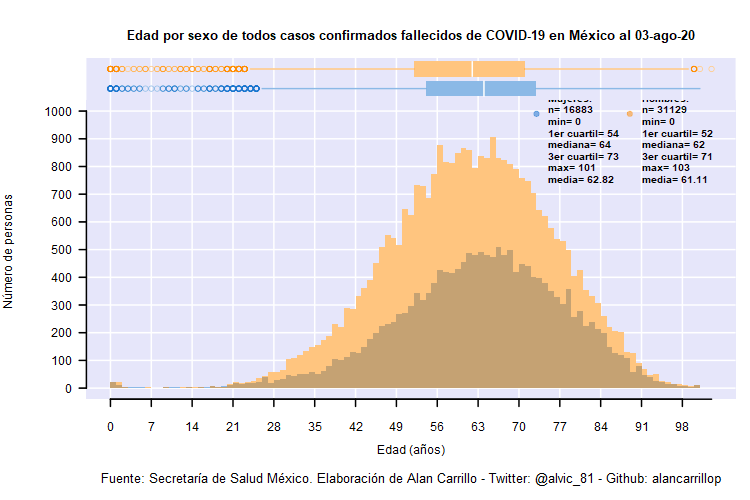 Edad por sexo de todos casos confirmados fallecidos de COVID-19 en México al 03-ago-20
Mujeres:
n= 16883
min= 0
1er cuartil= 54
mediana= 64
3er cuartil= 73
max= 101
media= 62.82
Hombres:
n= 31129
min= 0
1er cuartil= 52
mediana= 62
3er cuartil= 71
max= 103
media= 61.11
Número de personas
1000
900
800
700
600
500
400
300
200
100
0
0 7 14 21 28 35 42 49 56 63 70 77 84 91 98
Edad (años)
Fuente: Secretaría de Salud México. Elaboración de Alan Carrillo - Twitter: @alvic_81 - Github: alancarrillop